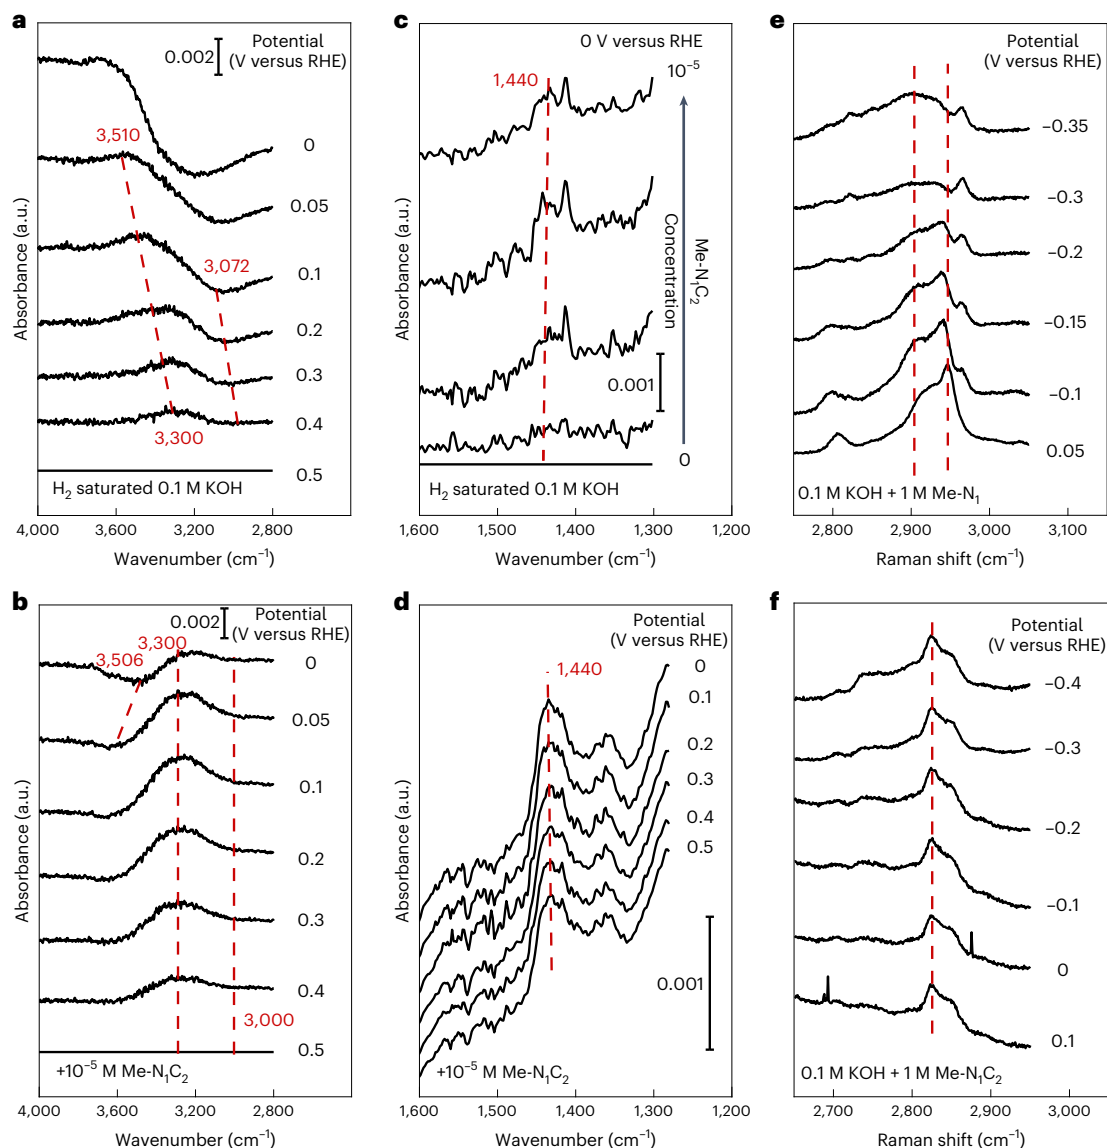 a
Potential
(V versus RHE)
0.002
3,510
0
0.05
3,072
0.1
0.2
0.3
0.4
3,300
0.5
H₂ saturated 0.1 M KOH
Absorbance (a.u.)
4,000 3,600 3,200 2,800
Wavenumber (cm⁻¹)
c
0 V versus RHE
1,440
10⁻⁵
Me-N₁C₂
Concentration
0.001
0
H₂ saturated 0.1 M KOH
Absorbance (a.u.)
1,600 1,500 1,400 1,300 1,200
Wavenumber (cm⁻¹)
e
Potential
(V versus RHE)
−0.35
−0.3
−0.2
−0.15
−0.1
0.05
0.1 M KOH + 1 M Me-N₁
2,800 2,900 3,000 3,100
Raman shift (cm⁻¹)
b
0.002
Potential
(V versus RHE)
3,300
3,506
0
0.05
0.1
0.2
0.3
0.4
3,000
0.5
+10⁻⁵ M Me-N₁C₂
Absorbance (a.u.)
4,000 3,600 3,200 2,800
Wavenumber (cm⁻¹)
d
Potential
(V versus RHE)
1,440
0
0.1
0.2
0.3
0.4
0.5
0.001
+10⁻⁵ M Me-N₁C₂
Absorbance (a.u.)
1,600 1,500 1,400 1,300 1,200
Wavenumber (cm⁻¹)
f
Potential
(V versus RHE)
−0.4
−0.3
−0.2
−0.1
0
0.1
0.1 M KOH + 1 M Me-N₁C₂
2,700 2,800 2,900 3,000
Raman shift (cm⁻¹)